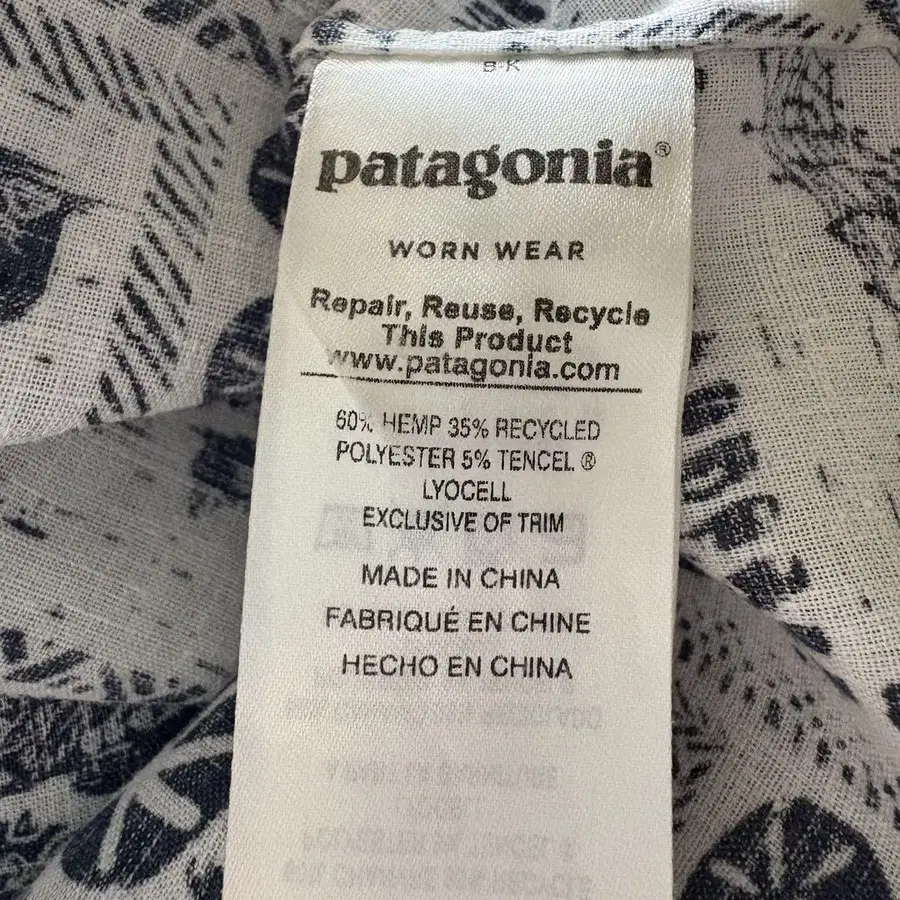 patagonia®
WORN WEAR
Repair, Reuse, Recycle
This Product
www.patagonia.com
60% HEMP 35% RECYCLED
POLYESTER 5% TENCEL ®
LYOCELL
EXCLUSIVE OF TRIM
MADE IN CHINA
FABRIQUÉ EN CHINE
HECHO EN CHINA